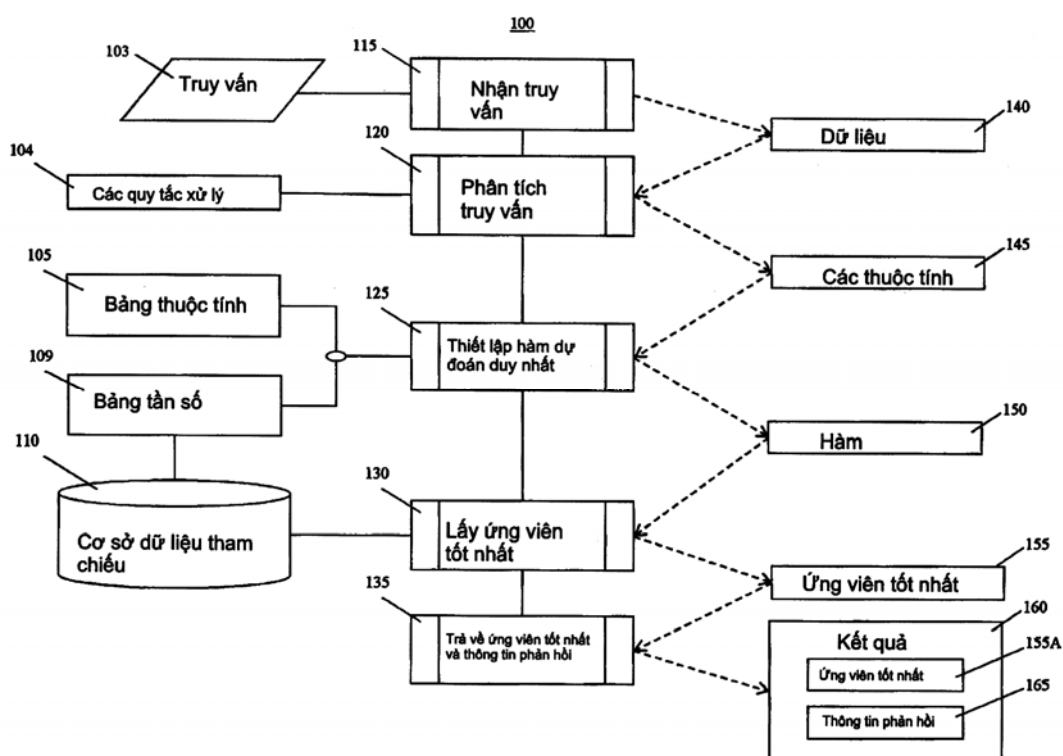 100
103
Truy vấn
115
Nhận truy
vấn
140
Dữ liệu
104
Các quy tắc xử lý
120
Phân tích
truy vấn
145
Các thuộc tính
105
Bảng thuộc tính
125
Thiết lập hàm dự
đoán duy nhất
109
Bảng tần số
150
Hàm
110
Cơ sở dữ liệu tham
chiếu
130
Lấy ứng viên
tốt nhất
155
Ứng viên tốt nhất
135
Trả về ứng viên tốt nhất
và thông tin phản hồi
160
Kết quả
155A
Ứng viên tốt nhất
165
Thông tin phản hồi